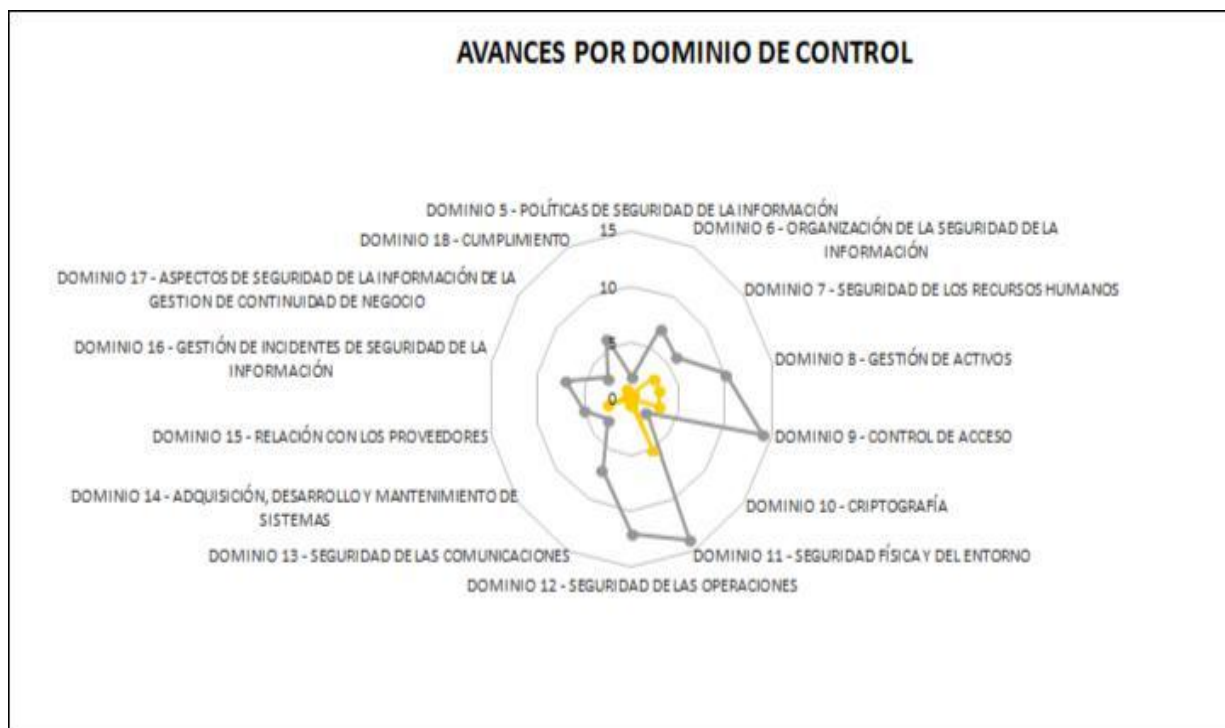 AVANCES POR DOMINIO DE CONTROL
DOMINIO 5 - POLÍTICAS DE SEGURIDAD DE LA INFORMACIÓN
15
DOMINIO 6 - ORGANIZACIÓN DE LA SEGURIDAD DE LA
INFORMACIÓN
DOMINIO 18 - CUMPLIMIENTO
DOMINIO 17 - ASPECTOS DE SEGURIDAD DE LA INFORMACIÓN DE LA
GESTION DE CONTINUIDAD DE NEGOCIO
10
DOMINIO 7 - SEGURIDAD DE LOS RECURSOS HUMANOS
DOMINIO 16 - GESTIÓN DE INCIDENTES DE SEGURIDAD DE LA
INFORMACIÓN
5
DOMINIO 8 - GESTIÓN DE ACTIVOS
0
DOMINIO 15 - RELACIÓN CON LOS PROVEEDORES
DOMINIO 9 - CONTROL DE ACCESO
DOMINIO 14 - ADQUISICIÓN, DESARROLLO Y MANTENIMIENTO DE
SISTEMAS
DOMINIO 10 - CRIPTOGRAFÍA
DOMINIO 13 - SEGURIDAD DE LAS COMUNICACIONES
DOMINIO 11 - SEGURIDAD FÍSICA Y DEL ENTORNO
DOMINIO 12 - SEGURIDAD DE LAS OPERACIONES